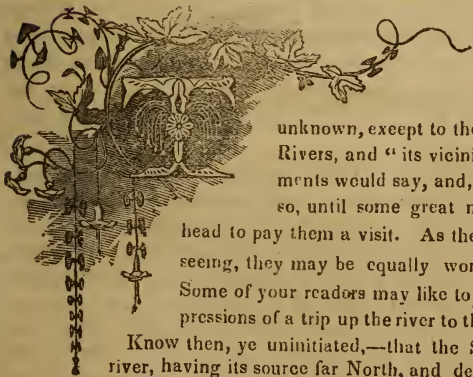 T
unknown, except to the
Rivers, and “ its vicini
ments would say, and,
so, until some great m
head to pay them a visit. As the
seeing, they may be equally wor
Some of your readers may like to
pressions of a trip up the river to th
Know then, ye uninitiated,—that the S
river, having its source far North, and de